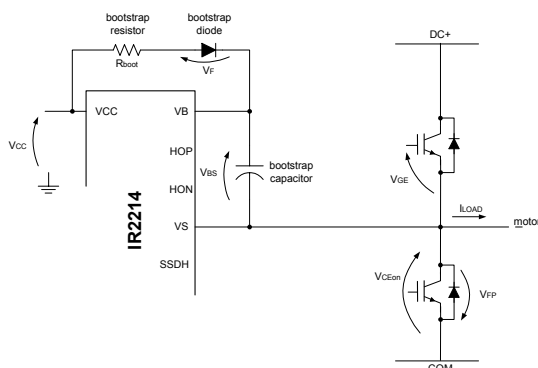 bootstrap
resistor
bootstrap
diode
DC+
Rboot
VF
VCC
VB
VCC
HOP
VBS
bootstrap
capacitor
VGE
HON
IR2214
ILOAD
VS
motor
SSDH
VCEon
VFP
COM